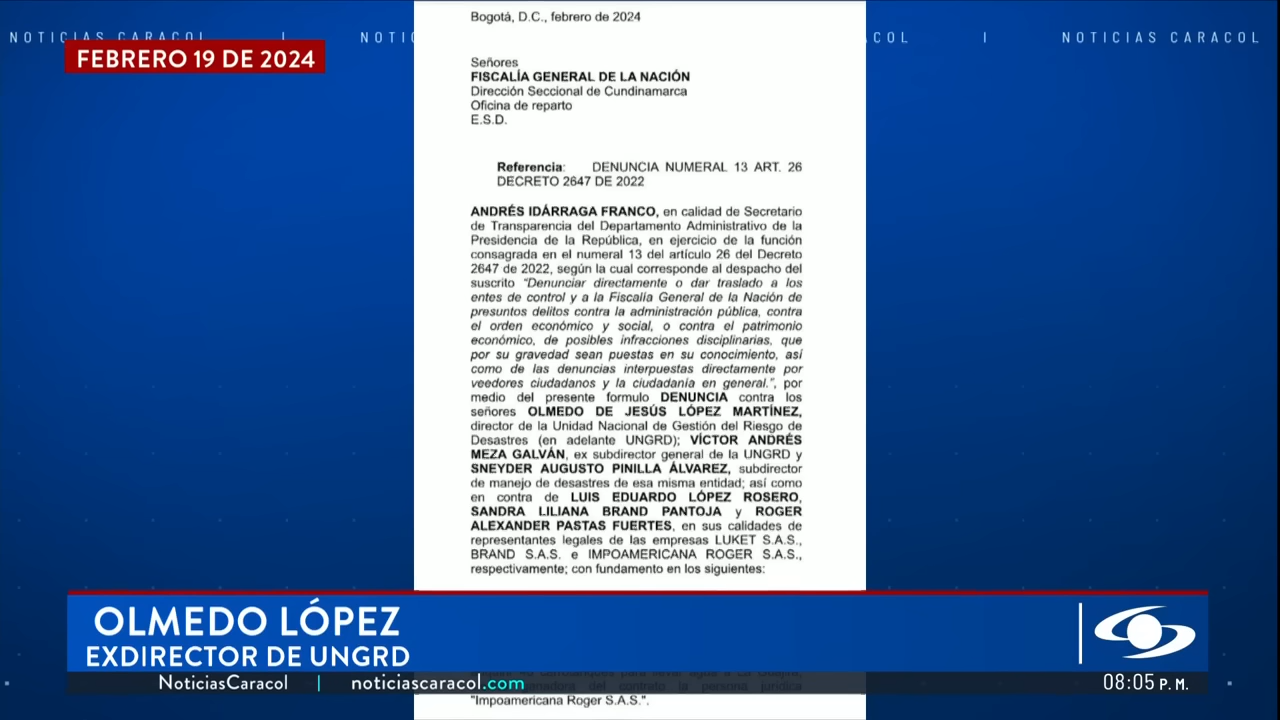 Bogotá, D.C., febrero de 2024
NOTICIAS CARACOL | NOTI
COL | NOTICIAS CARACOL
FEBRERO 19 DE 2024
Señores
FISCALÍA GENERAL DE LA NACIÓN
Dirección Seccional de Cundinamarca
Oficina de reparto
E.S.D.
Referencia: DENUNCIA NUMERAL 13 ART. 26
DECRETO 2647 DE 2022
ANDRÉS IDÁRRAGA FRANCO, en calidad de Secretario
de Transparencia del Departamento Administrativo de la
Presidencia de la República, en ejercicio de la función
consagrada en el numeral 13 del artículo 26 del Decreto
2647 de 2022, según la cual corresponde al despacho del
suscrito “Denunciar directamente o dar traslado a los
entes de control y a la Fiscalía General de la Nación de
presuntos delitos contra la administración pública, contra
el orden económico y social, o contra el patrimonio
económico, de posibles infracciones disciplinarias, que
por su gravedad sean puestas en su conocimiento, así
como de las denuncias interpuestas directamente por
veedores ciudadanos y la ciudadanía en general.”, por
medio del presente formulo DENUNCIA contra los
señores OLMEDO DE JESÚS LÓPEZ MARTÍNEZ,
director de la Unidad Nacional de Gestión del Riesgo de
Desastres (en adelante UNGRD); VÍCTOR ANDRÉS
MEZA GALVÁN, ex subdirector general de la UNGRD y
SNEYDER AUGUSTO PINILLA ÁLVAREZ, subdirector
de manejo de desastres de esa misma entidad; así como
en contra de LUIS EDUARDO LÓPEZ ROSERO,
SANDRA LILIANA BRAND PANTOJA y ROGER
ALEXANDER PASTAS FUERTES, en sus calidades de
representantes legales de las empresas LUKET S.A.S.,
BRAND S.A.S. e IMPOAMERICANA ROGER S.A.S.,
respectivamente; con fundamento en los siguientes:
OLMEDO LÓPEZ
EXDIRECTOR DE UNGRD
NoticiasCaracol | noticiascaracol.com
08:05 P.M.
del contrato la persona jurídica
"Impoamericana Roger S.A.S.".